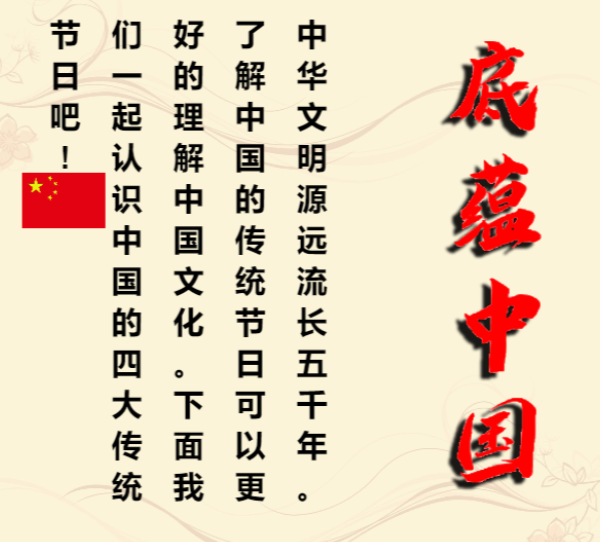 底蕴中国
中华文明源远流长五千年。
了解中国的传统节日可以更
好的理解中国文化。下面我
们一起认识中国的四大传统
节日吧！